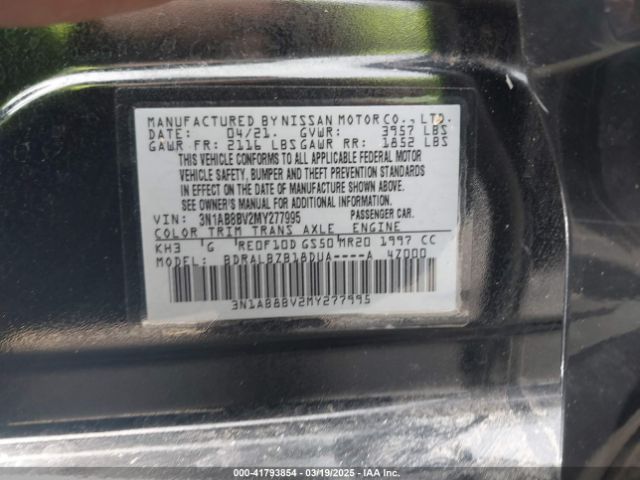 MANUFACTURED BY NISSAN MOTOR CO., LTD.
DATE: 04/21. GVWR: 3957 LBS
GAWR FR: 2116 LBS GAWR RR: 1852 LBS
THIS VEHICLE CONFORMS TO ALL APPLICABLE FEDERAL MOTOR
VEHICLE SAFETY, BUMPER AND THEFT PREVENTION STANDARDS
IN EFFECT ON THE DATE OF MANUFACTURE SHOWN ABOVE.
SEE OWNER'S MANUAL FOR ADDITIONAL INFORMATION.
VIN: 3N1AB8BV2MY277995 PASSENGER CAR.
COLOR TRIM TRANS AXLE ENGINE
KH3 G RE0F10D GS50 MR20 1997 CC
MODEL: BDRALBZB18DUA----A 4Z000
3N1AB8BV2MY277995
000-41793854 - 03/19/2025 - IAA Inc.